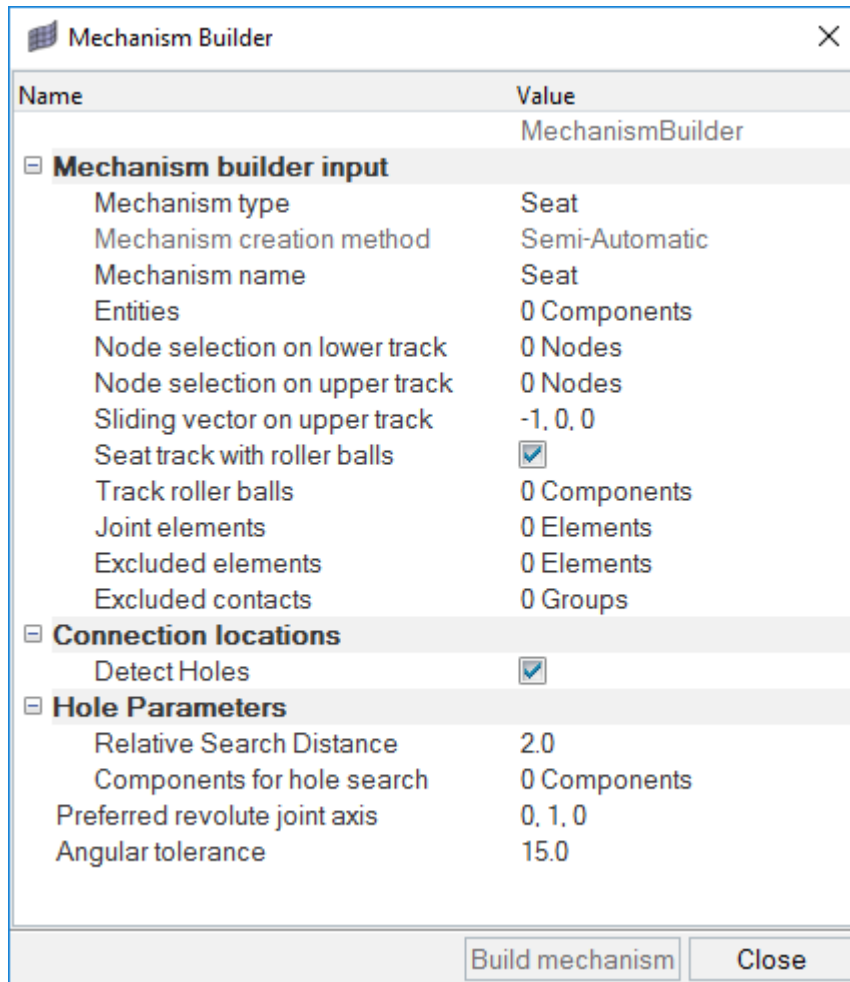 Mechanism Builder
Name Value
MechanismBuilder
Mechanism builder input
Mechanism type Seat
Mechanism creation method Semi-Automatic
Mechanism name Seat
Entities 0 Components
Node selection on lower track 0 Nodes
Node selection on upper track 0 Nodes
Sliding vector on upper track -1, 0, 0
Seat track with roller balls
Track roller balls 0 Components
Joint elements 0 Elements
Excluded elements 0 Elements
Excluded contacts 0 Groups
Connection locations
Detect Holes
Hole Parameters
Relative Search Distance 2.0
Components for hole search 0 Components
Preferred revolute joint axis 0, 1, 0
Angular tolerance 15.0
Build mechanism Close